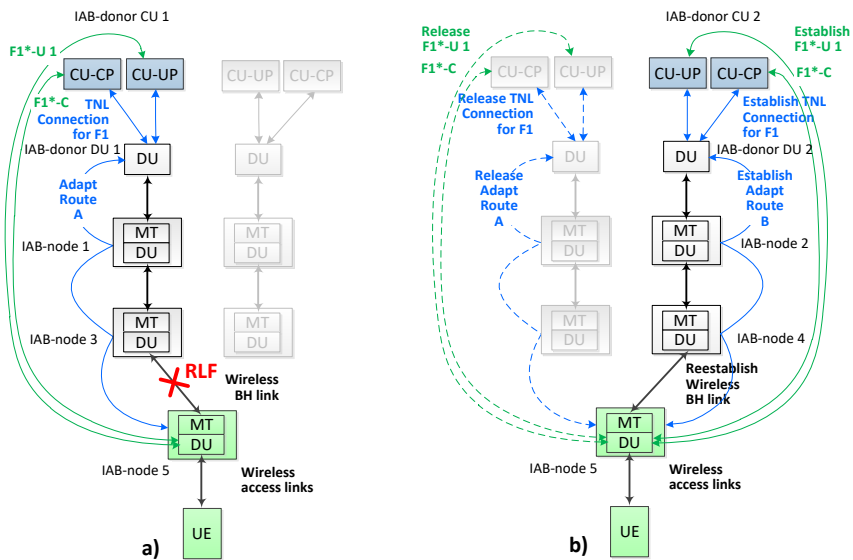 IAB-donor CU 1
F1*-U 1
CU-CP
CU-UP
CU-UP
CU-CP
F1*-C
TNL
Connection
for F1
IAB-donor DU 1
DU
DU
Adapt
Route
A
MT
DU
MT
DU
IAB-node 1
MT
DU
MT
DU
IAB-node 3
RLF
Wireless
BH link
MT
DU
IAB-node 5
Wireless
access links
UE
a)
Release
F1*-U 1
F1*-C
IAB-donor CU 2
Establish
F1*-U 1
F1*-C
CU-CP
CU-UP
CU-UP
CU-CP
Release TNL
Connection
for F1
Establish TNL
Connection
for F1
IAB-donor DU 2
DU
DU
Release
Adapt
Route
A
Establish
Adapt
Route
B
MT
DU
MT
DU
IAB-node 2
MT
DU
MT
DU
IAB-node 4
Reestablish
Wireless
BH link
MT
DU
IAB-node 5
Wireless
access links
UE
b)